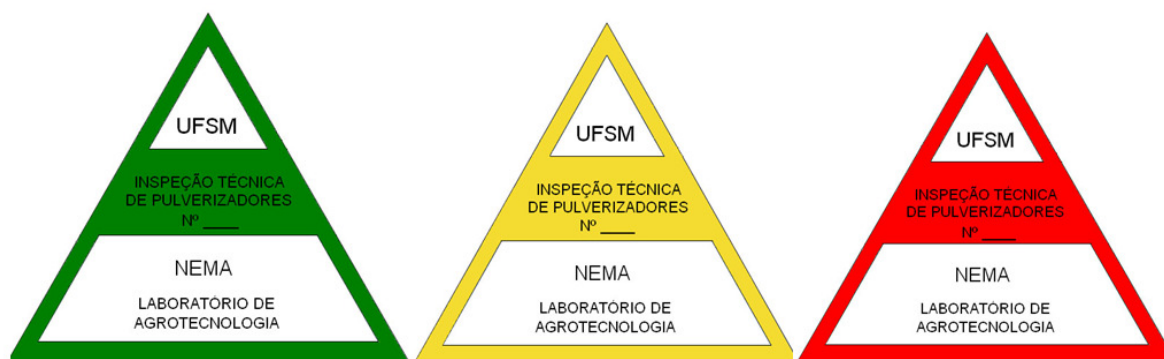 UFSM
INSPEÇÃO TÉCNICA
DE PULVERIZADORES
Nº ____
NEMA
LABORATÓRIO DE
AGROTECNOLOGIA
UFSM
INSPEÇÃO TÉCNICA
DE PULVERIZADORES
Nº ____
NEMA
LABORATÓRIO DE
AGROTECNOLOGIA
UFSM
INSPEÇÃO TÉCNICA
DE PULVERIZADORES
Nº ____
NEMA
LABORATÓRIO DE
AGROTECNOLOGIA